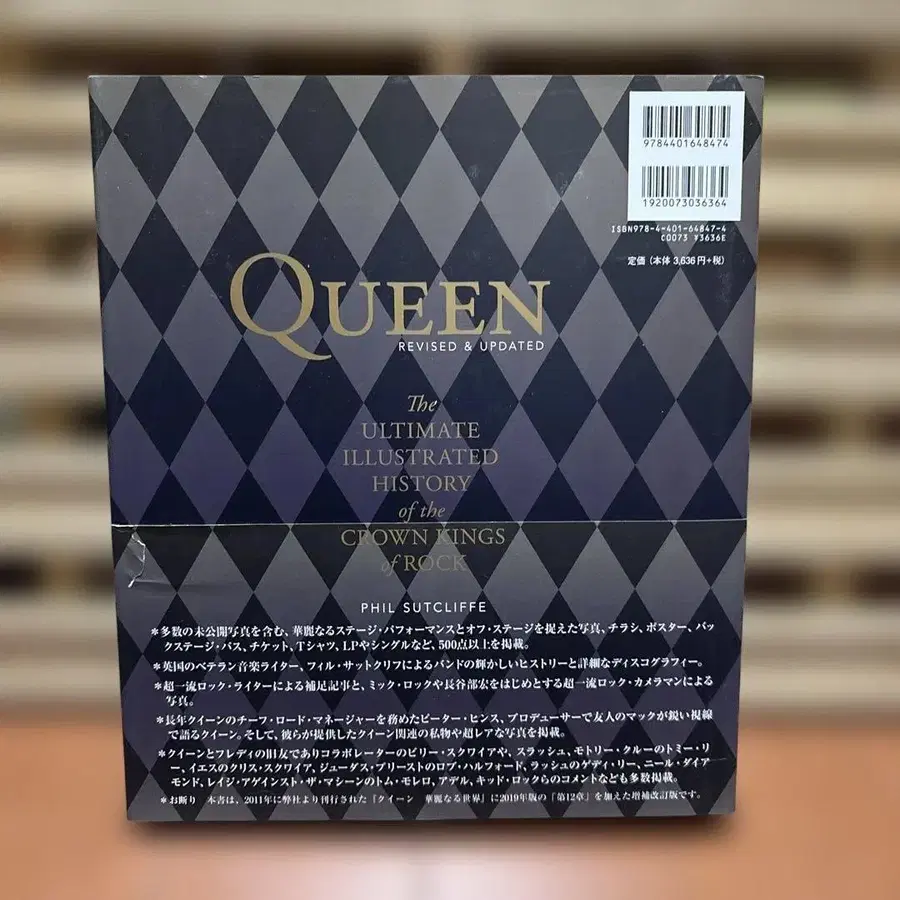 9784401648474
1920073036364
ISBN978-4-401-64847-4
C0073 ¥3636E
定価(本体 3,636円+税)
QUEEN
REVISED & UPDATED
The
ULTIMATE
ILLUSTRATED
HISTORY
of the
CROWN KINGS
of ROCK
PHIL SUTCLIFFE
*多数の未公開写真を含む、華麗なるステージ・パフォーマンスとオフ・ステージを捉えた写真、チラシ、ポスター、バッ
クステージ・パス、チケット、Tシャツ、LPやシングルなど、500点以上を掲載。
*英国のベテラン音楽ライター、フィル・サットクリフによるバンドの輝かしいヒストリーと詳細なディスコグラフィー。
*超一流ロック・ライターによる補足記事と、ミック・ロックや長谷部宏をはじめとする超一流ロック・カメラマンによる
写真。
*長年クイーンのチーフ・ロード・マネージャーを務めたピーター・ヒンス、プロデューサーで友人のマックが鋭い視線
で語るクイーン。そして、彼らが提供したクイーン関連の私物や超レアな写真を掲載。
*クイーンとフレディの旧友でありコラボレーターのビリー・スクワイアや、スラッシュ、モトリー・クルーのトミー・リ
ー、イエスのクリス・スクワイア、ジューダス・プリーストのロブ・ハルフォード、ラッシュのゲディ・リー、ニール・ダイア
モンド、レイジ・アゲインスト・ザ・マシーンのトム・モレロ、アデル、キッド・ロックらのコメントなども多数掲載。
*お断り 本書は、2011年に弊社より刊行された『クイーン 華麗なる世界』に2019年版の「第12章」を加えた増補改訂版です。